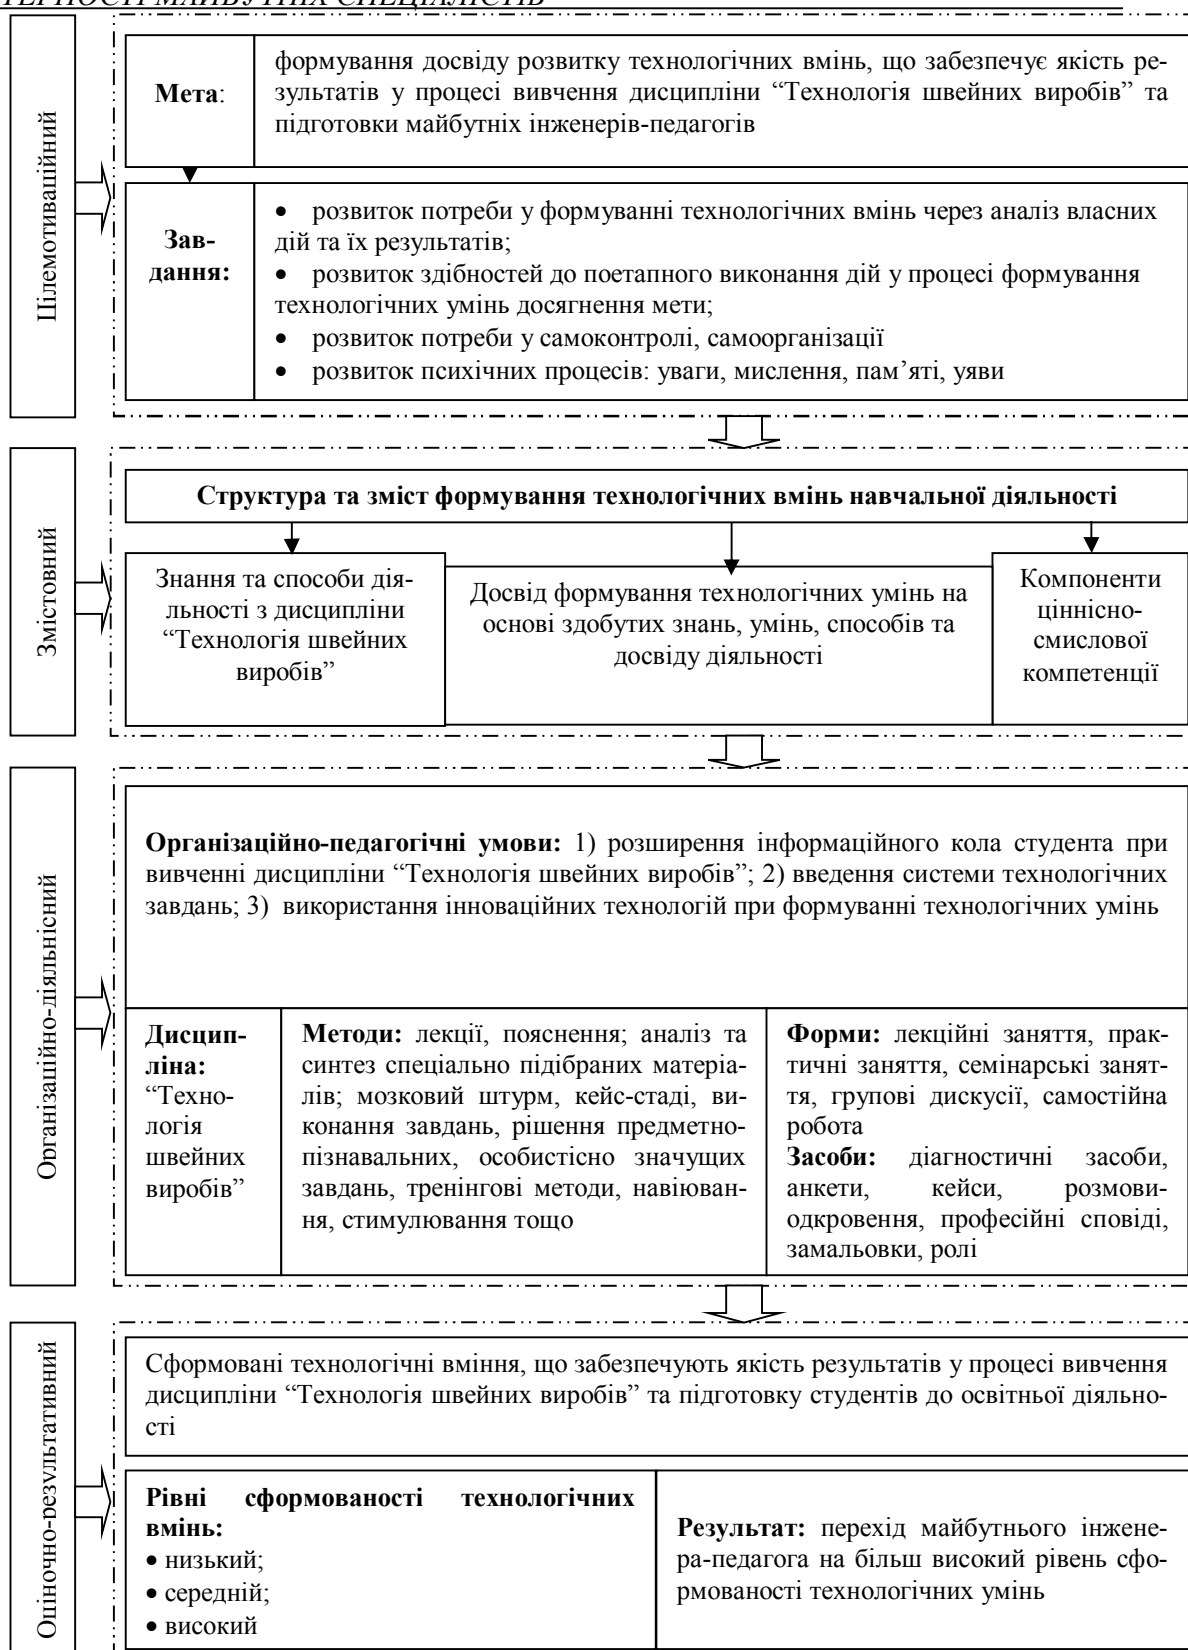 ТЕРНОСТІ МАЙБУТНІХ СПЕЦІАЛІСТІВ
Цілемотиваційний
Мета:
формування досвіду розвитку технологічних вмінь, що забезпечує якість ре-
зультатів у процесі вивчення дисципліни “Технологія швейних виробів” та
підготовки майбутніх інженерів-педагогів
Зав-
дання:
• розвиток потреби у формуванні технологічних вмінь через аналіз власних
дій та їх результатів;
• розвиток здібностей до поетапного виконання дій у процесі формування
технологічних умінь досягнення мети;
• розвиток потреби у самоконтролі, самоорганізації
• розвиток психічних процесів: уваги, мислення, пам’яті, уяви
Змістовний
Структура та зміст формування технологічних вмінь навчальної діяльності
Знання та способи дія-
льності з дисципліни
“Технологія швейних
виробів”
Досвід формування технологічних умінь на
основі здобутих знань, умінь, способів та
досвіду діяльності
Компоненти
ціннісно-
смислової
компетенції
Організаційно-діяльнісний
Організаційно-педагогічні умови: 1) розширення інформаційного кола студента при
вивченні дисципліни “Технологія швейних виробів”; 2) введення системи технологічних
завдань; 3) використання інноваційних технологій при формуванні технологічних умінь
Дисцип-
ліна:
“Техно-
логія
швейних
виробів”
Методи: лекції, пояснення; аналіз та
синтез спеціально підібраних матеріа-
лів; мозковий штурм, кейс-стаді, ви-
конання завдань, рішення предметно-
пізнавальних, особистісно значущих
завдань, тренінгові методи, навіюван-
ня, стимулювання тощо
Форми: лекційні заняття, прак-
тичні заняття, семінарські занят-
тя, групові дискусії, самостійна
робота
Засоби: діагностичні засоби,
анкети, кейси, розмови-
одкровення, професійні сповіді,
замальовки, ролі
Оціночно-результативний
Сформовані технологічні вміння, що забезпечують якість результатів у процесі вивчення
дисципліни “Технологія швейних виробів” та підготовку студентів до освітньої діяльно-
сті
Рівні сформованості технологічних
вмінь:
• низький;
• середній;
• високий
Результат: перехід майбутнього інжене-
ра-педагога на більш високий рівень сфо-
рмованості технологічних умінь